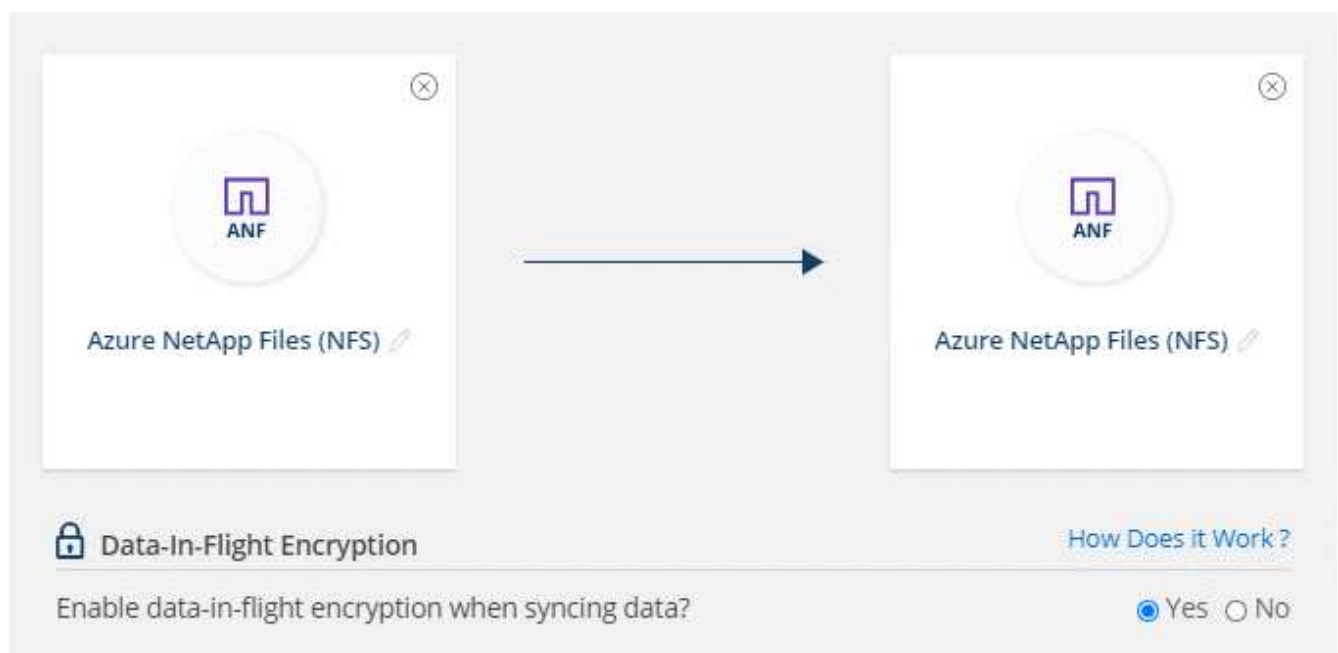 ANF
Azure NetApp Files (NFS)
ANF
Azure NetApp Files (NFS)
Data-In-Flight Encryption
How Does it Work ?
Enable data-in-flight encryption when syncing data?
Yes
No